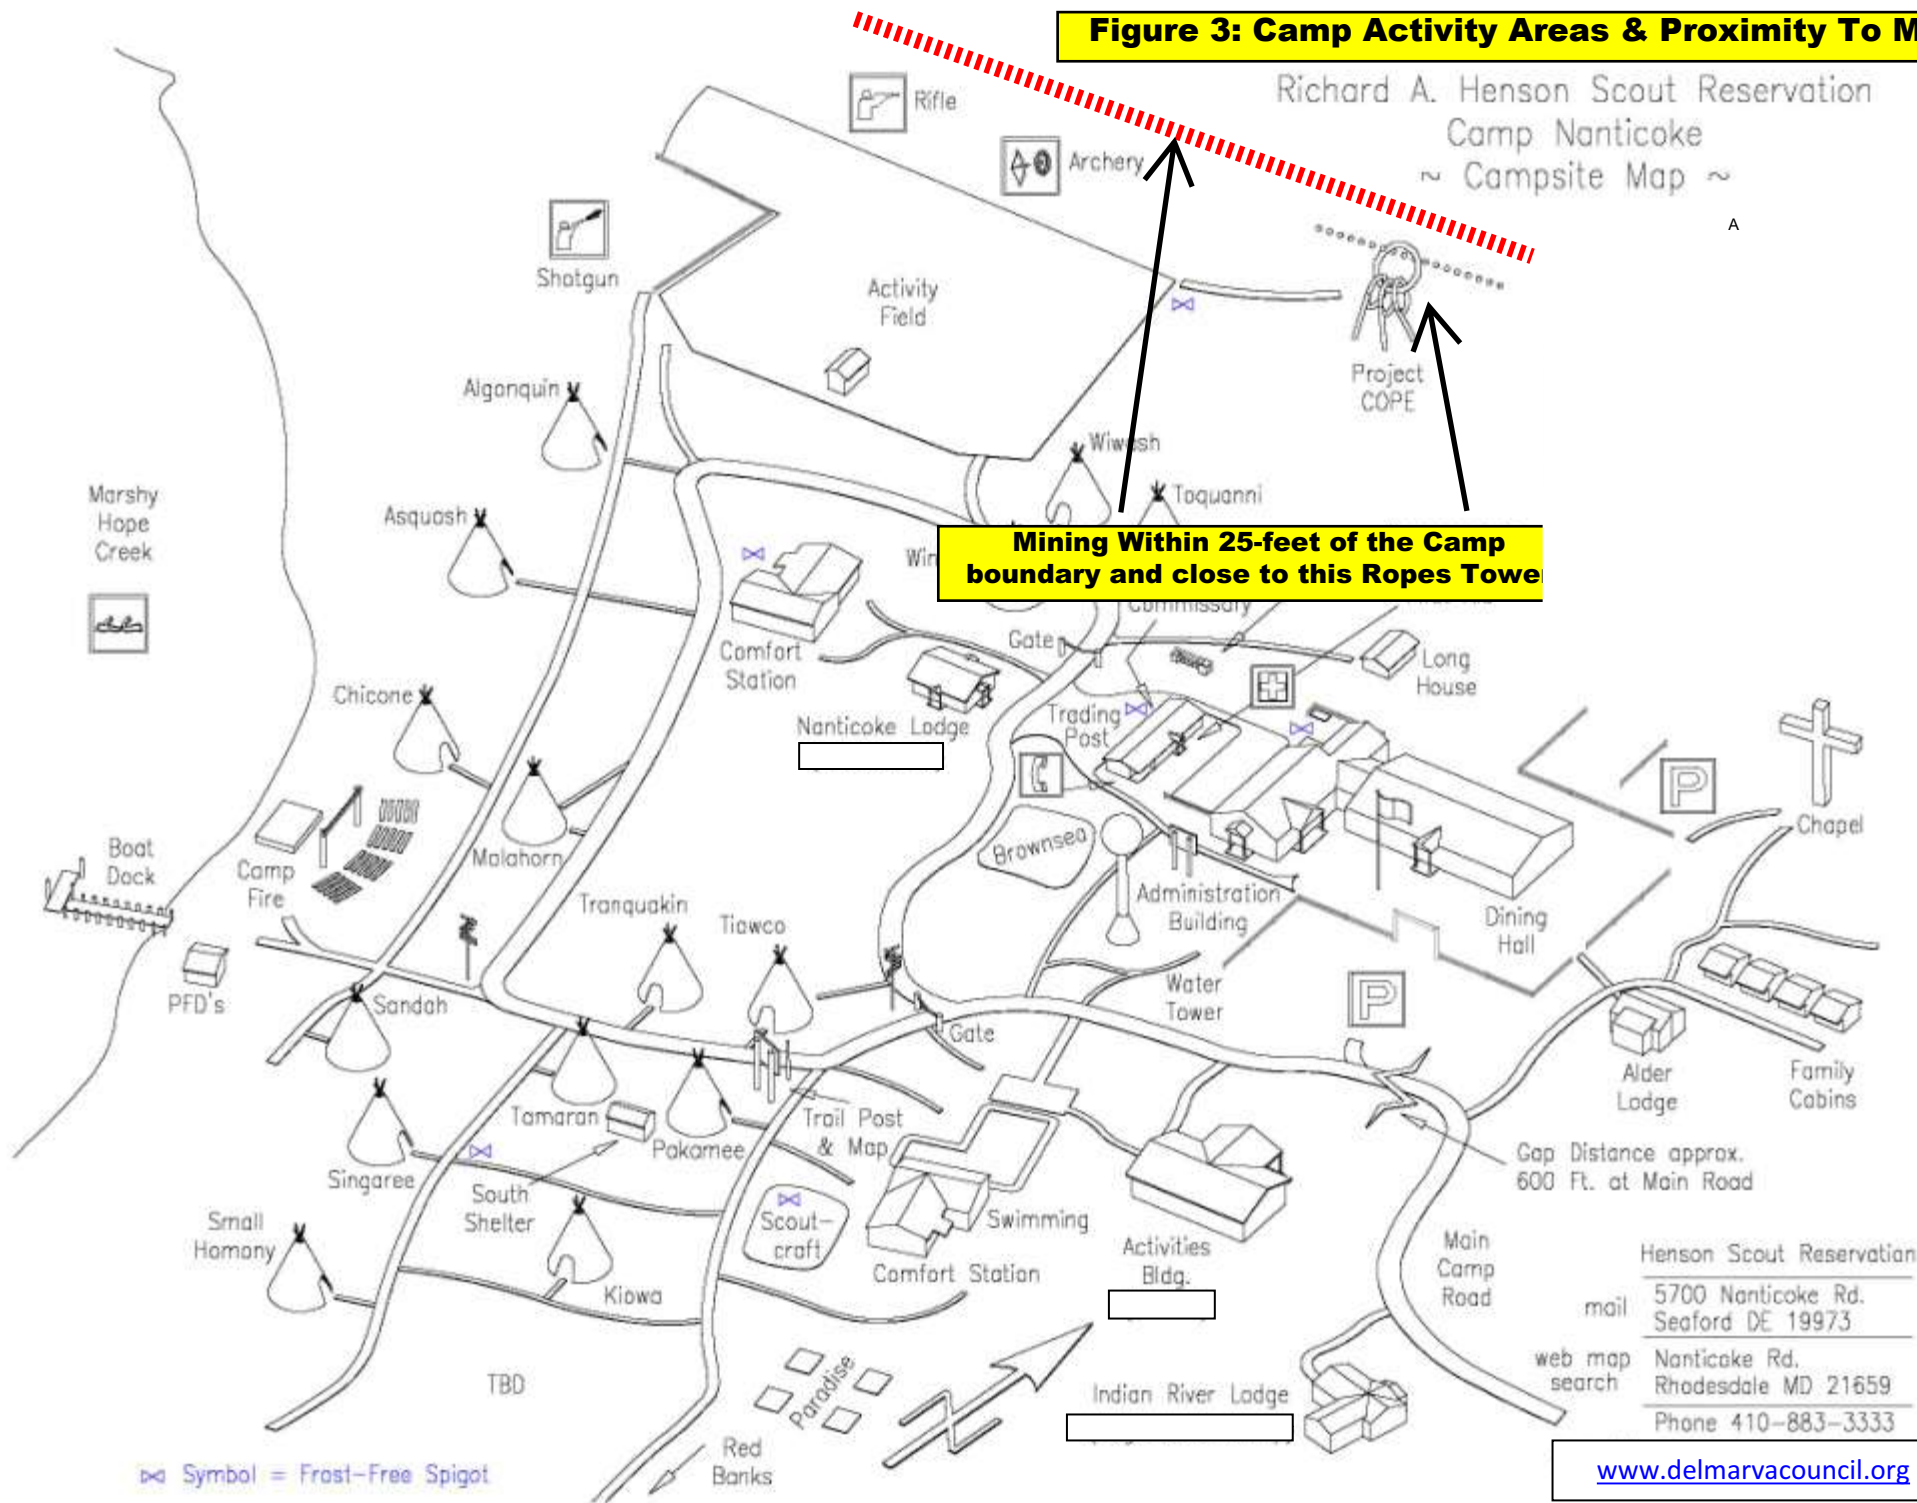 Figure 3: Camp Activity Areas & Proximity To M
Richard A. Henson Scout Reservation
Camp Nanticoke
~ Campsite Map ~
A
Rifle
Archery
Shotgun
Activity
Field
Project
COPE
Algonquin
Wiwash
Toquanni
Marshy
Hope
Creek
Asquash
Mining Within 25-feet of the Camp
boundary and close to this Ropes Towe
Win
Commissary
Comfort
Station
Gate
Long
House
Chicone
Nanticoke Lodge
Trading
Post
P
Chapel
Boat
Dock
Camp
Fire
Malahorn
Brownsea
Administration
Building
Dining
Hall
Tranquakin
Tiawco
PFD's
Sandah
Gate
Water
Tower
P
Alder
Lodge
Family
Cabins
Tamaran
Pakamee
Trail Post
& Map
Gap Distance approx.
600 Ft. at Main Road
Singaree
South
Shelter
Scout-
craft
Swimming
Small
Homony
Kiowa
Comfort Station
Activities
Bldg.
Main
Camp
Road
Henson Scout Reservation
mail
5700 Nanticoke Rd.
Seaford DE 19973
web map
search
Nanticoke Rd.
Rhodesdale MD 21659
Phone 410-883-3333
TBD
Paradise
Indian River Lodge
Red
Banks
Symbol = Frost-Free Spigot
www.delmarvacouncil.org